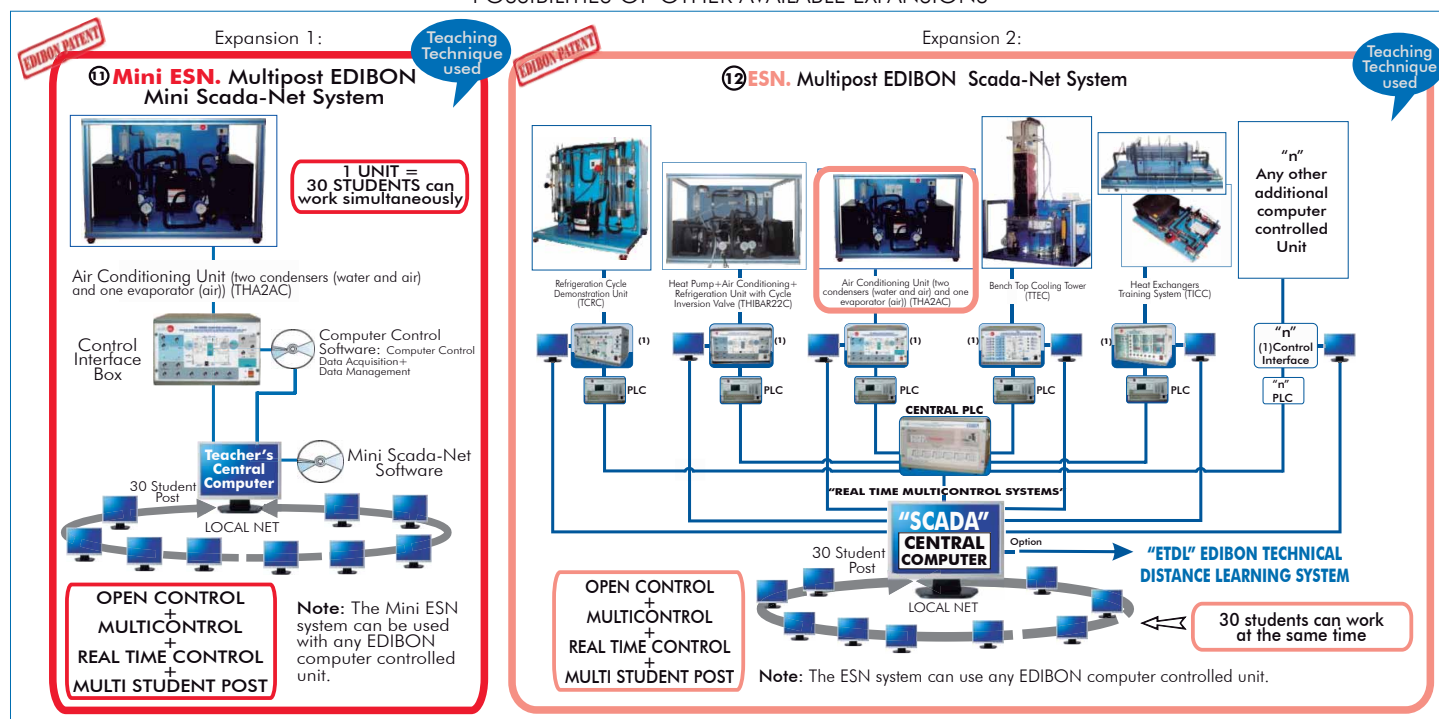 POSSIBILITIES OF OTHER AVAILABLE EXPANSIONS
EDIBON PATENT
Expansion 1:
Teaching
Technique
used
11 Mini ESN. Multipost EDIBON
Mini Scada-Net System
1 UNIT =
30 STUDENTS can
work simultaneously
Air Conditioning Unit (two condensers (water and air)
and one evaporator (air)) (THA2AC)
Control
Interface
Box
Computer Control
Software: Computer Control
Data Acquisition+
Data Management
Teacher's
Central
Computer
Mini Scada-Net
Software
30 Student
Post
LOCAL NET
OPEN CONTROL
+
MULTICONTROL
+
REAL TIME CONTROL
+
MULTI STUDENT POST
Note: The Mini ESN
system can be used
with any EDIBON
computer controlled
unit.
EDIBON PATENT
Expansion 2:
Teaching
Technique
used
12 ESN. Multipost EDIBON Scada-Net System
Refrigeration Cycle
Demonstration Unit
(TCRC)
Heat Pump+Air Conditioning+
Refrigeration Unit with Cycle
Inversion Valve (THIBAR22C)
Air Conditioning Unit (two
condensers (water and air) and one
evaporator (air)) (THA2AC)
Bench Top Cooling Tower
(TTEC)
Heat Exchangers
Training System (TICC)
"n"
Any other
additional
computer
controlled
Unit
(1)
(1)
(1)
(1)
(1)
"n"
(1)Control
Interface
PLC
PLC
PLC
PLC
PLC
"n"
PLC
CENTRAL PLC
"REAL TIME MULTICONTROL SYSTEMS"
"SCADA"
CENTRAL
COMPUTER
Option
"ETDL" EDIBON TECHNICAL
DISTANCE LEARNING SYSTEM
30 Student
Post
LOCAL NET
30 students can work
at the same time
OPEN CONTROL
+
MULTICONTROL
+
REAL TIME CONTROL
+
MULTI STUDENT POST
Note: The ESN system can use any EDIBON computer controlled unit.